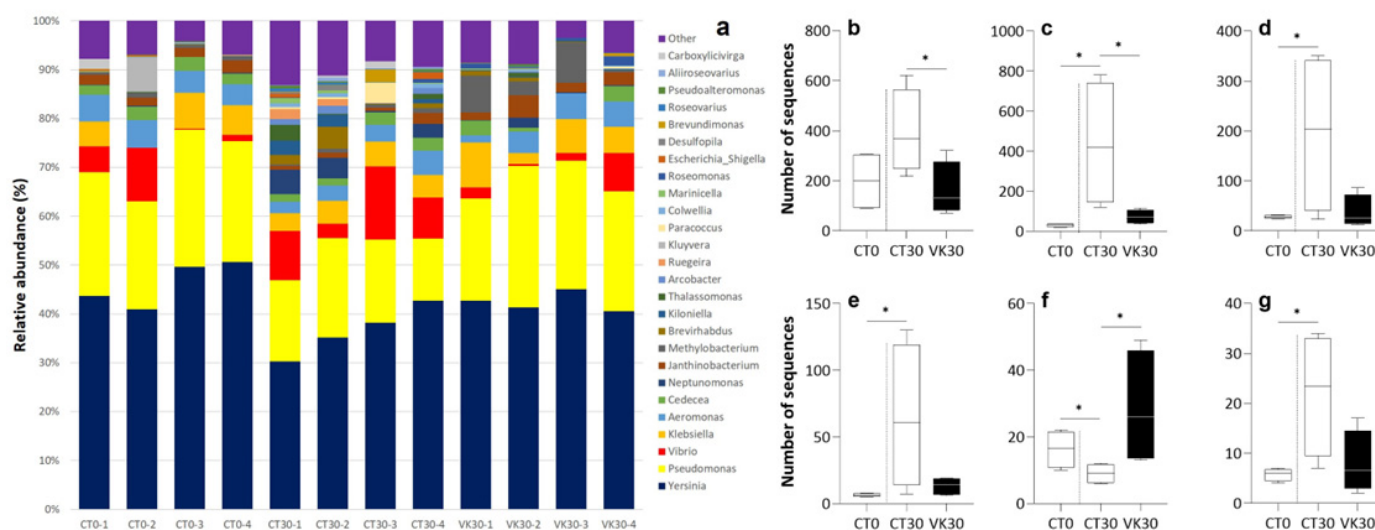 a
100%
90%
80%
70%
60%
50%
40%
30%
20%
10%
0%
Relative abundance (%)
CT0-1 CT0-2 CT0-3 CT0-4 CT30-1 CT30-2 CT30-3 CT30-4 VK30-1 VK30-2 VK30-3 VK30-4
Other
Carboxylicivirga
Aliiroseovarius
Pseudoalteromonas
Roseovarius
Brevundimonas
Desulfopila
Escherichia_Shigella
Roseomonas
Marinicella
Colwellia
Paracoccus
Kluyvera
Ruegeira
Arcobacter
Thalassomonas
Kiloniella
Brevirhabdus
Methylobacterium
Janthinobacterium
Neptunomonas
Cedecea
Aeromonas
Klebsiella
Vibrio
Pseudomonas
Yersinia
b
Number of sequences
800
600
400
200
0
*
CT0 CT30 VK30
c
1000
800
600
400
200
0
* *
CT0 CT30 VK30
d
400
300
200
100
0
*
CT0 CT30 VK30
e
Number of sequences
150
100
50
0
*
CT0 CT30 VK30
f
60
40
20
0
* *
CT0 CT30 VK30
g
40
30
20
10
0
*
CT0 CT30 VK30